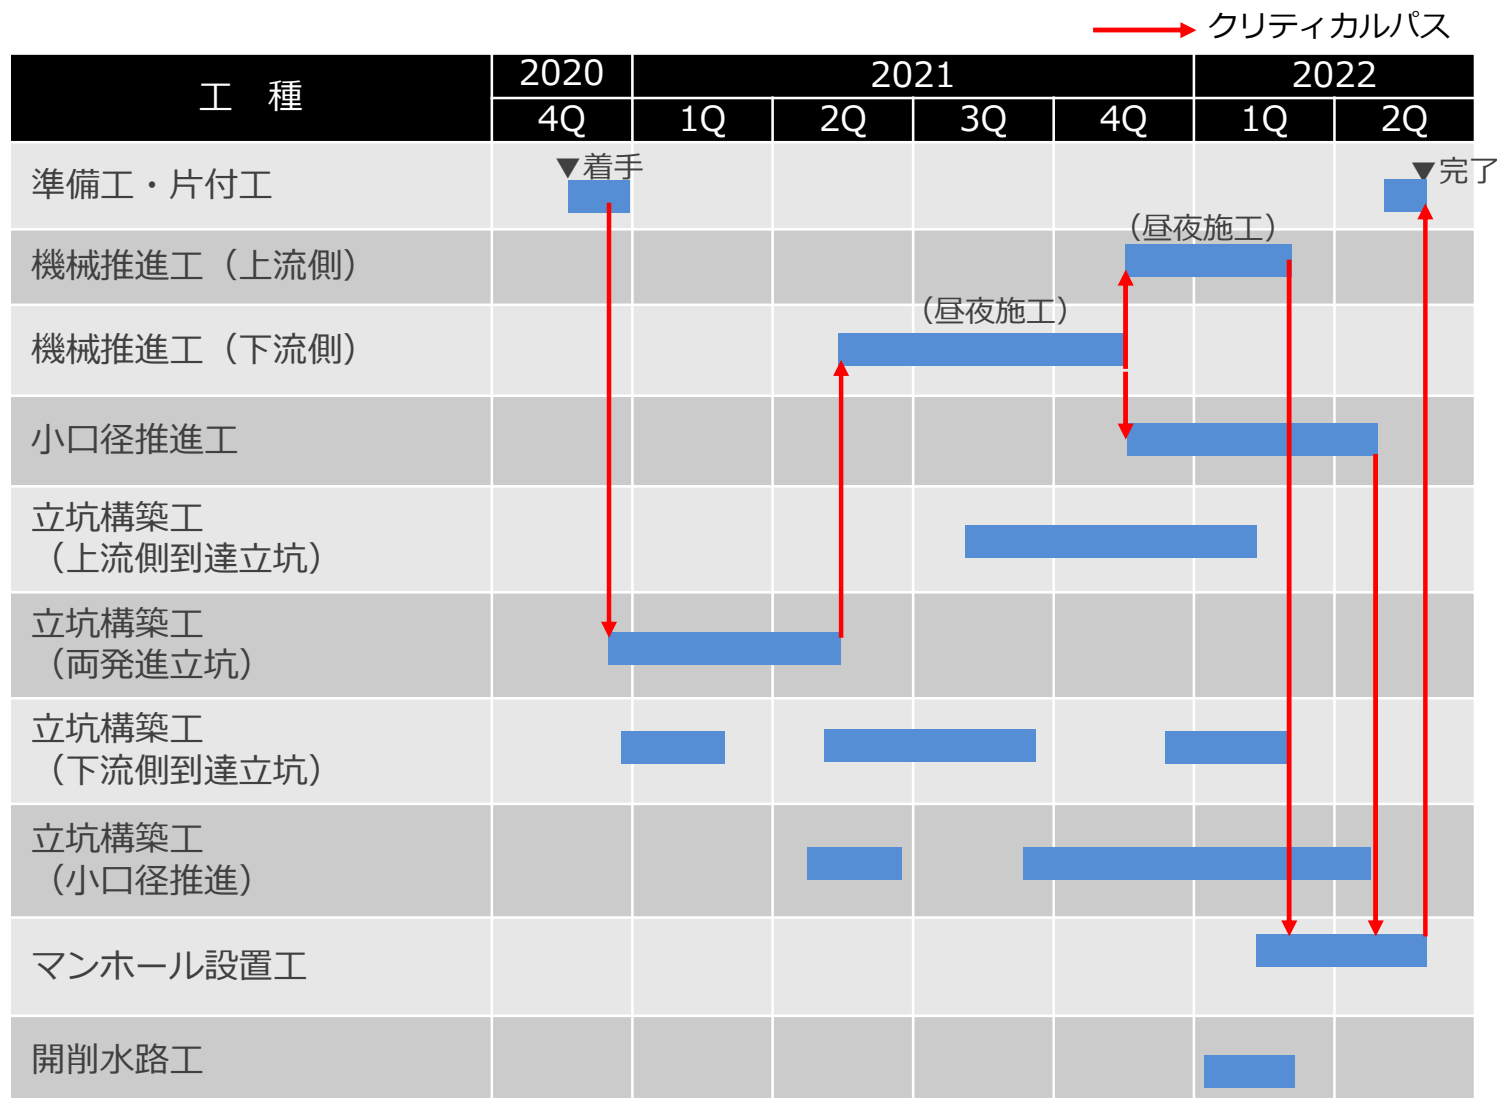 クリティカルパス
工　種
2020
2021
2022
4Q
1Q
2Q
3Q
4Q
1Q
2Q
▼着手
▼完了
準備工・片付工
（昼夜施工）
機械推進工（上流側）
（昼夜施工）
機械推進工（下流側）
小口径推進工
立坑構築工
（上流側到達立坑）
立坑構築工
（両発進立坑）
立坑構築工
（下流側到達立坑）
立坑構築工
（小口径推進）
マンホール設置工
開削水路工